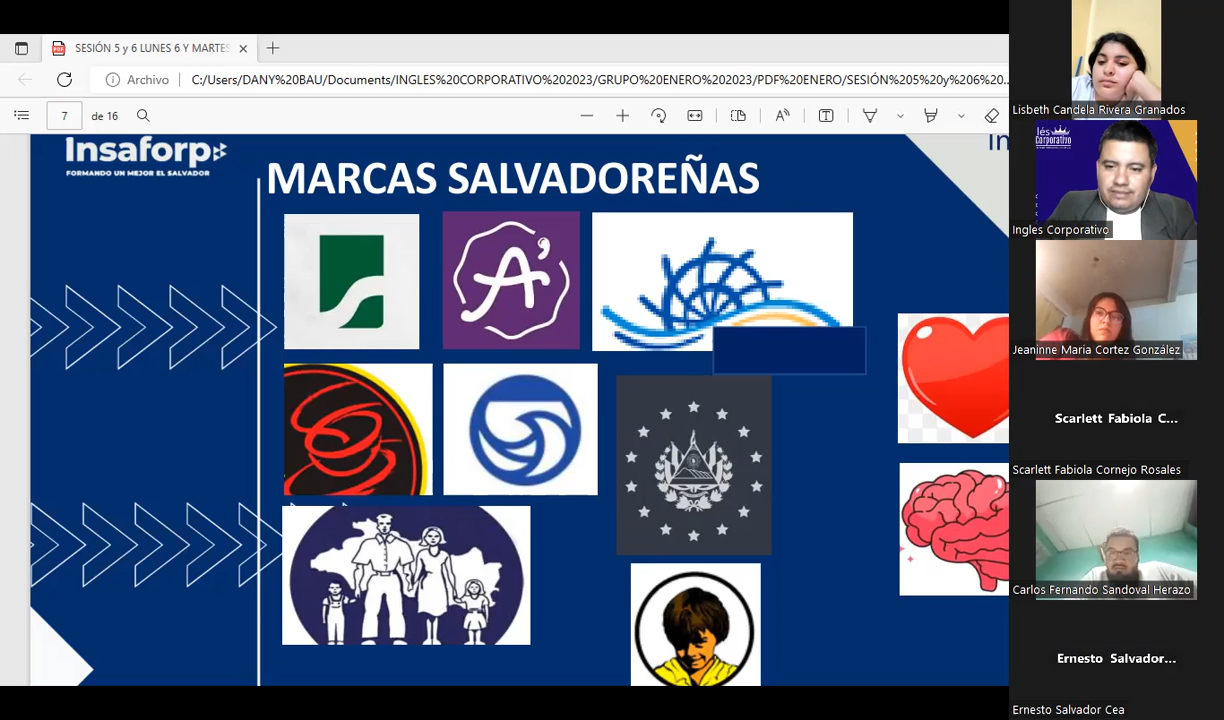 SESIÓN 5 y 6 LUNES 6 Y MARTES
Archivo
C:/Users/DANY%20BAU/Documents/INGLES%20CORPORATIVO%202023/GRUPO%20ENERO%202023/PDF%20ENERO/SESIÓN%205%20y%206%20...
7
de 16
Insaforp
FORMANDO UN MEJOR EL SALVADOR
MARCAS SALVADOREÑAS
In
A'
Lisbeth Candela Rivera Granados
lés
Corporativo
Ingles Corporativo
Jeaninne Maria Cortez González
Scarlett Fabiola C...
Scarlett Fabiola Cornejo Rosales
Carlos Fernando Sandoval Herazo
Ernesto Salvador...
Ernesto Salvador Cea